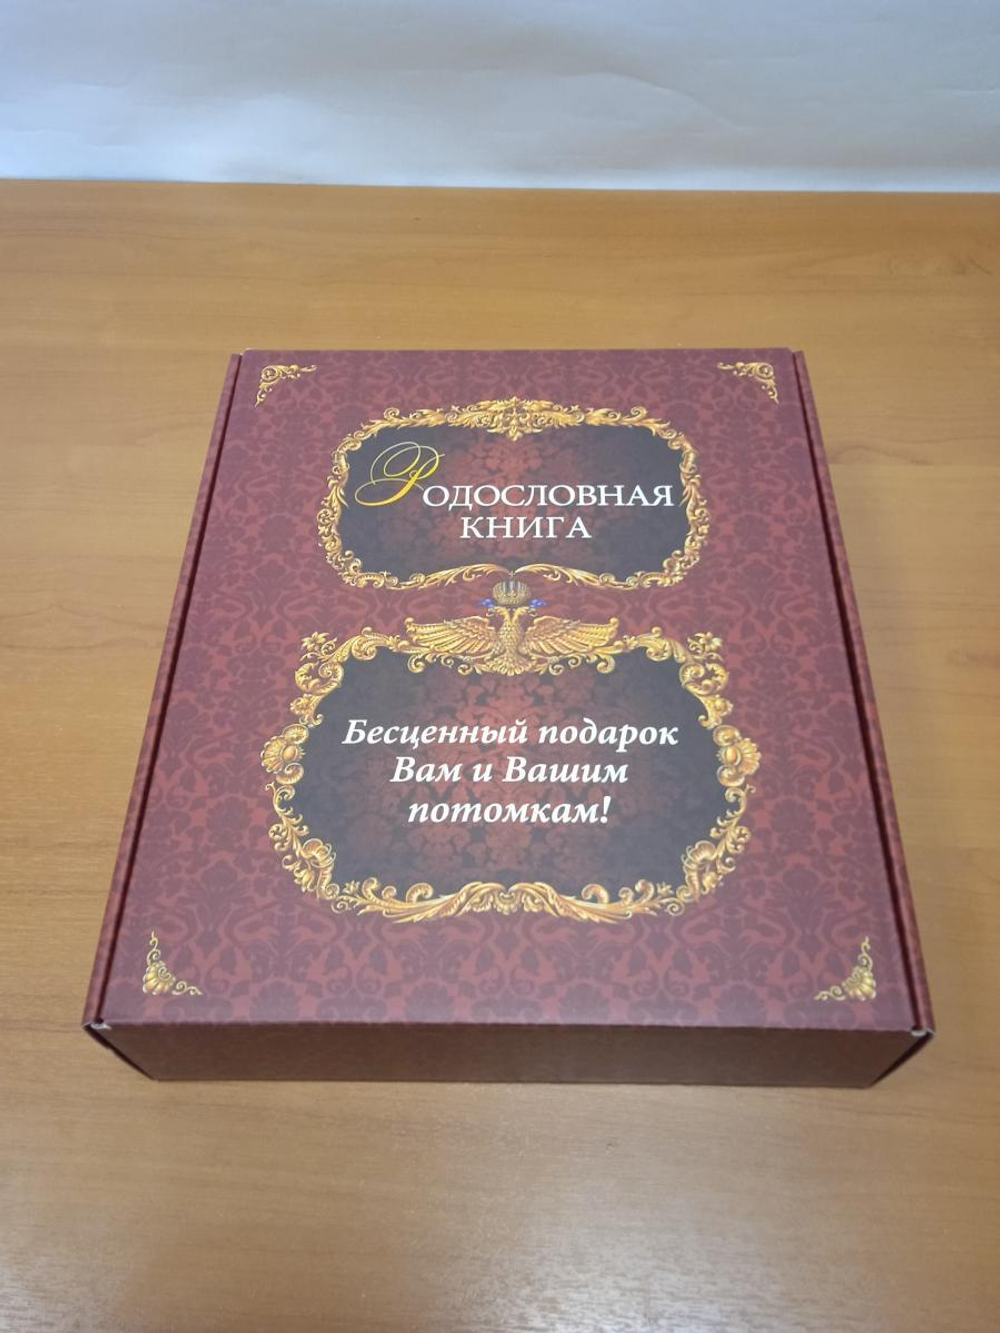 Родословная
книга
Бесценный подарок
Вам и Вашим
потомкам!